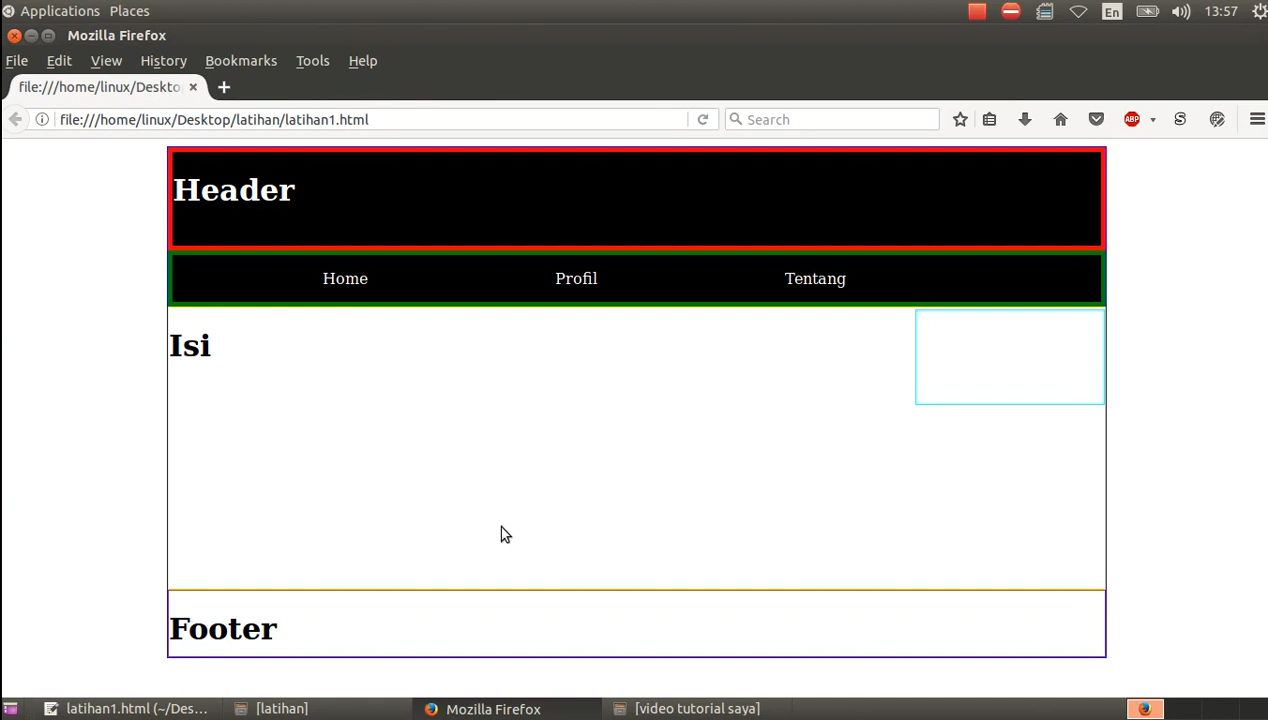 Applications Places
En 13:57
Mozilla Firefox
File Edit View History Bookmarks Tools Help
file:///home/linux/Deskto
file:///home/linux/Desktop/latihan/latihan1.html
Search
ABP
S
Header
Home Profil Tentang
Isi
Footer
latihan1.html (~/Des...
[latihan]
Mozilla Firefox
[video tutorial saya]